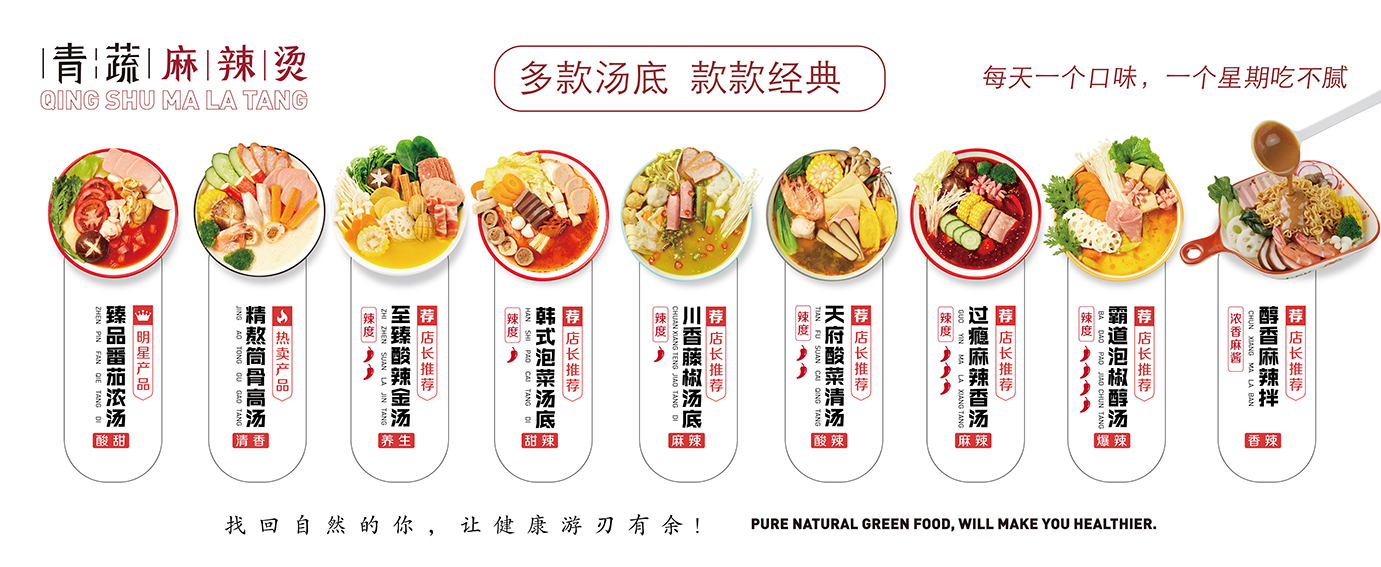 青蔬麻辣烫
QING SHU MA LA TANG
多款汤底 款款经典
每天一个口味，一个星期吃不腻
明星产品
臻品番茄浓汤
ZHEN PIN FAN QIE TANG DI
酸甜
热卖产品
精熬筒骨高汤
JING AO TONG GU GAO TANG
清香
荐 店长推荐
至臻酸辣金汤
ZHI ZHEN SUAN LA JIN TANG
辣度
养生
荐 店长推荐
韩式泡菜汤底
HAN SHI PAO CAI TANG DI
辣度
甜辣
荐 店长推荐
川香藤椒汤底
CHUAN XIANG TENG JIAO TANG DI
辣度
麻辣
荐 店长推荐
天府酸菜清汤
TIAN FU SUAN CAI QING TANG
辣度
酸辣
荐 店长推荐
过瘾麻辣香汤
GUO YIN MA LA XIANG TANG
辣度
麻辣
荐 店长推荐
霸道泡椒醇汤
BA DAO PAO JIAO CHUN TANG
辣度
爆辣
荐 店长推荐
醇香麻辣拌
CHUN XIANG MA LA BAN
浓香麻酱
香辣
找回自然的你，让健康游刃有余！
PURE NATURAL GREEN FOOD, WILL MAKE YOU HEALTHIER.